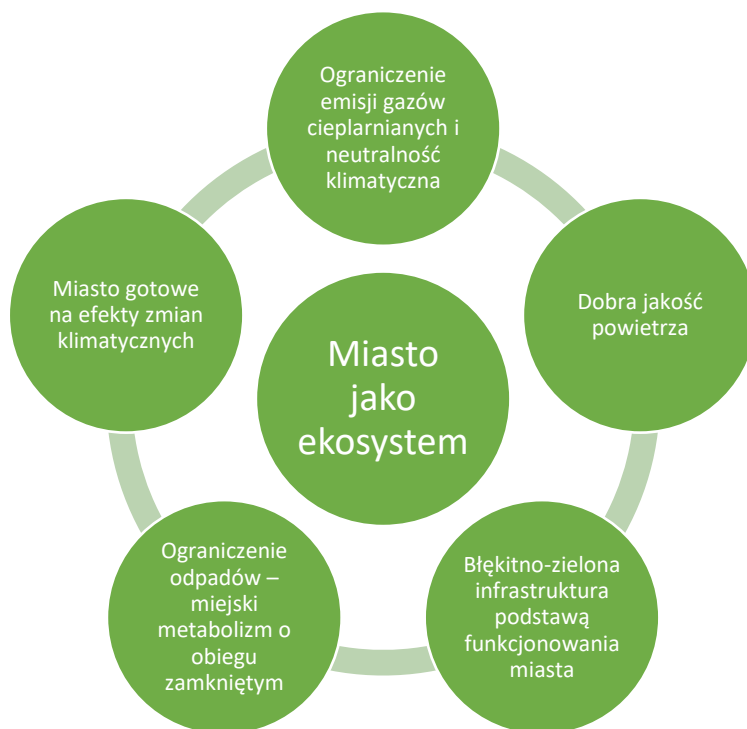 Ograniczenie
emisji gazów
cieplarnianych i
neutralność
klimatyczna
Miasto gotowe
na efekty zmian
klimatycznych
Dobra jakość
powietrza
Miasto
jako
ekosystem
Ograniczenie
odpadów –
miejski
metabolizm o
obiegu
zamkniętym
Błękitno-zielona
infrastruktura
podstawą
funkcjonowania
miasta